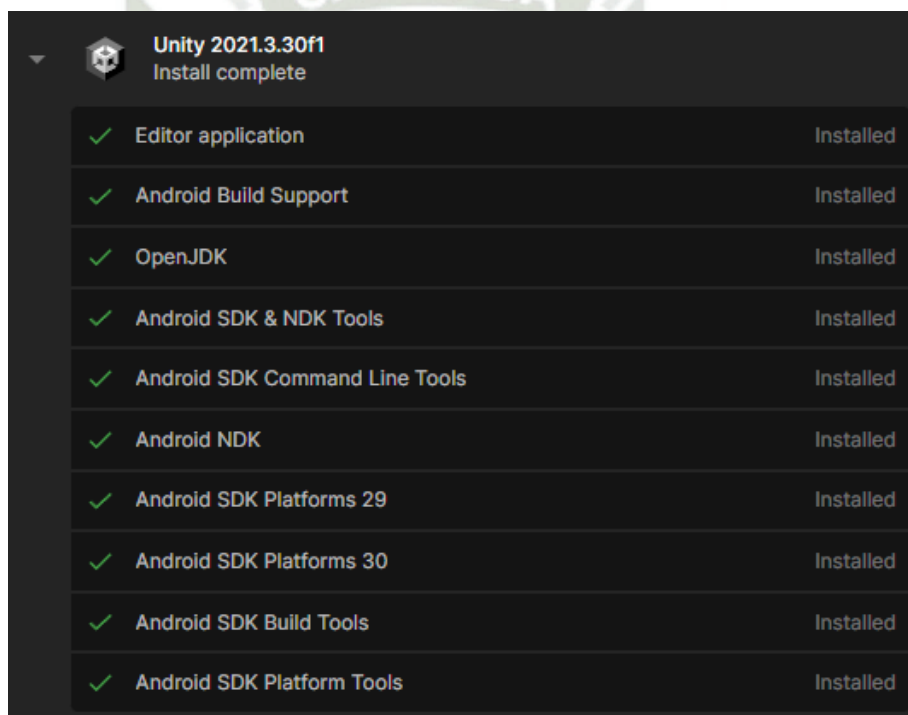 Unity 2021.3.30f1
Install complete
Editor application Installed
Android Build Support Installed
OpenJDK Installed
Android SDK & NDK Tools Installed
Android SDK Command Line Tools Installed
Android NDK Installed
Android SDK Platforms 29 Installed
Android SDK Platforms 30 Installed
Android SDK Build Tools Installed
Android SDK Platform Tools Installed